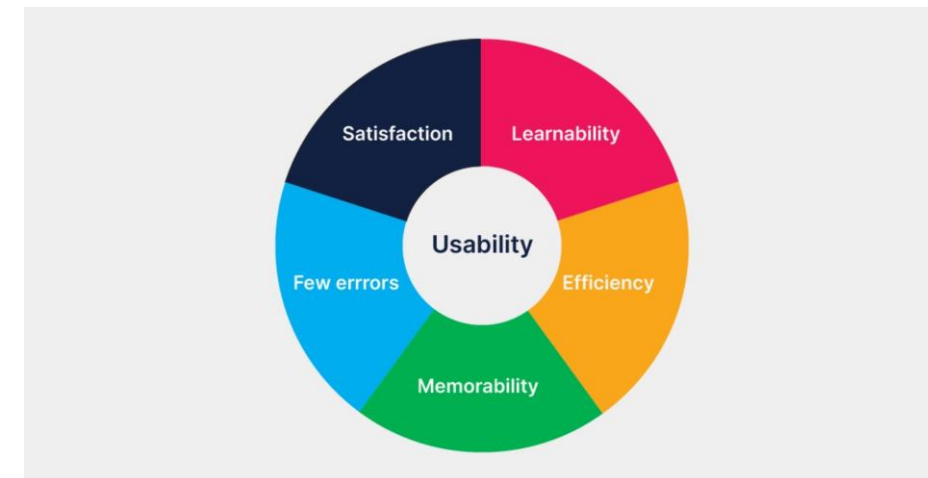 Satisfaction
Learnability
Usability
Few errrors
Efficiency
Memorability